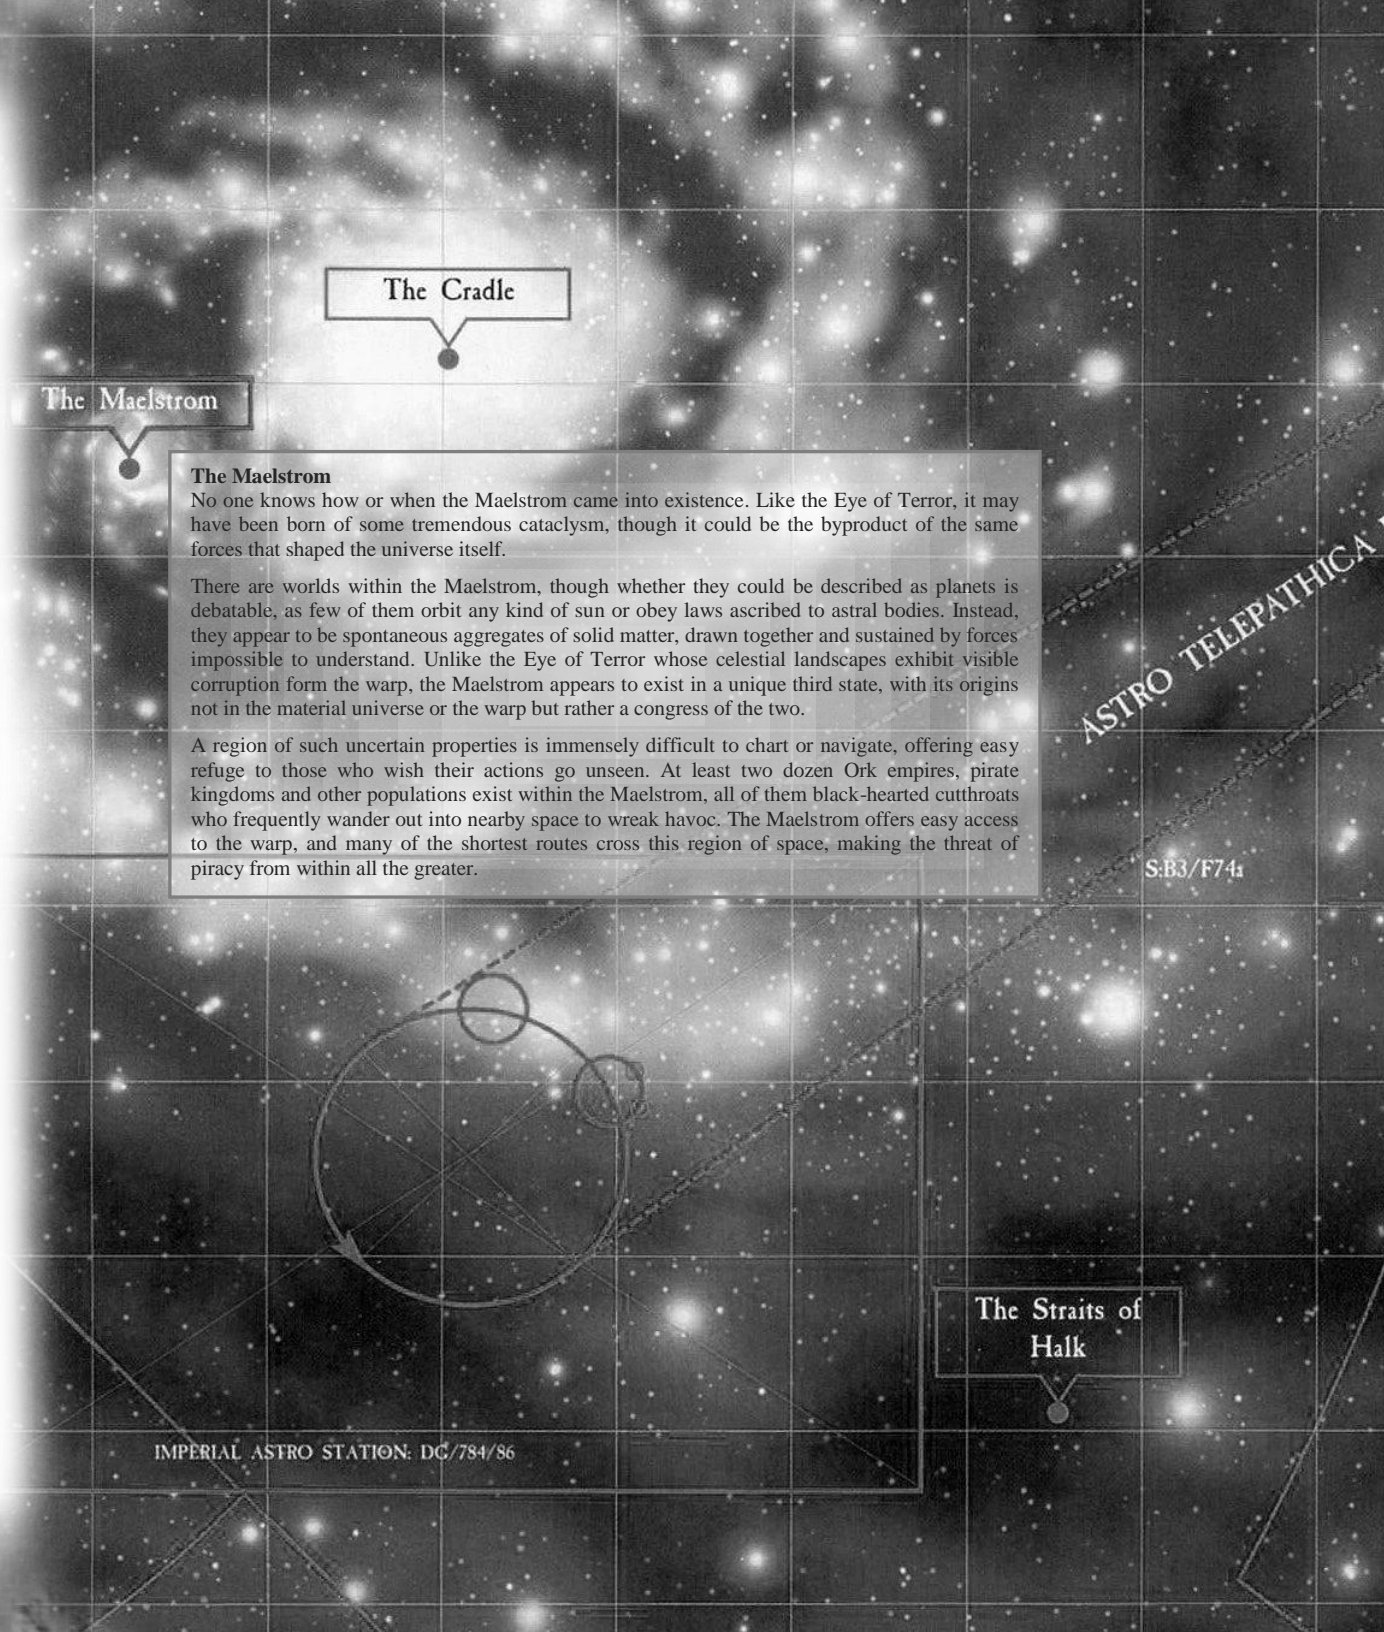 The Cradle
The Maelstrom
The Maelstrom
No one knows how or when the Maelstrom came into existence. Like the Eye of Terror, it may
have been born of some tremendous cataclysm, though it could be the byproduct of the same
forces that shaped the universe itself.
There are worlds within the Maelstrom, though whether they could be described as planets is
debatable, as few of them orbit any kind of sun or obey laws ascribed to astral bodies. Instead,
they appear to be spontaneous aggregates of solid matter, drawn together and sustained by forces
impossible to understand. Unlike the Eye of Terror whose celestial landscapes exhibit visible
corruption form the warp, the Maelstrom appears to exist in a unique third state, with its origins
not in the material universe or the warp but rather a congress of the two.
A region of such uncertain properties is immensely difficult to chart or navigate, offering easy
refuge to those who wish their actions go unseen. At least two dozen Ork empires, pirate
kingdoms and other populations exist within the Maelstrom, all of them black-hearted cutthroats
who frequently wander out into nearby space to wreak havoc. The Maelstrom offers easy access
to the warp, and many of the shortest routes cross this region of space, making the threat of
piracy from within all the greater.
ASTRO TELEPATHICA
S:B3/F74a
The Straits of
Halk
IMPERIAL ASTRO STATION: DG/784/86